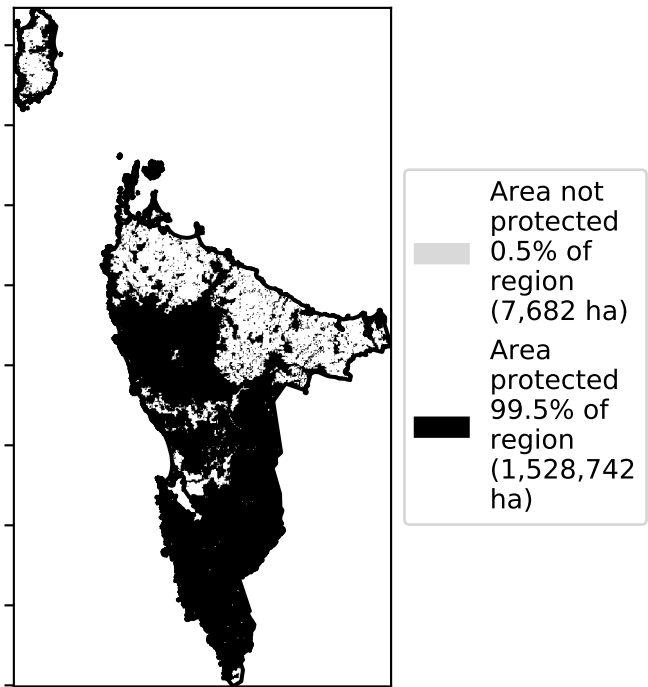 Area not
protected
0.5% of
region
(7,682 ha)
Area
protected
99.5% of
region
(1,528,742
ha)